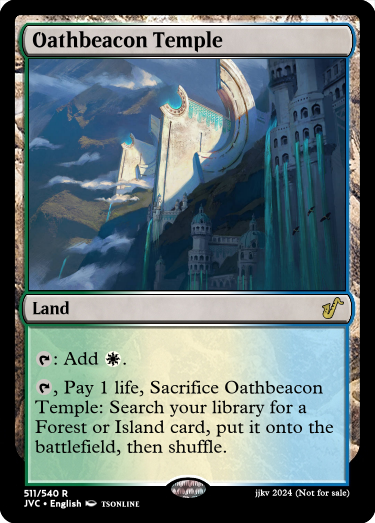 Oathbeacon Temple
Land
: Add .
, Pay 1 life, Sacrifice Oathbeacon
Temple: Search your library for a
Forest or Island card, put it onto the
battlefield, then shuffle.
511/540 R
JVC • English TSONLINE
jjkv 2024 (Not for sale)